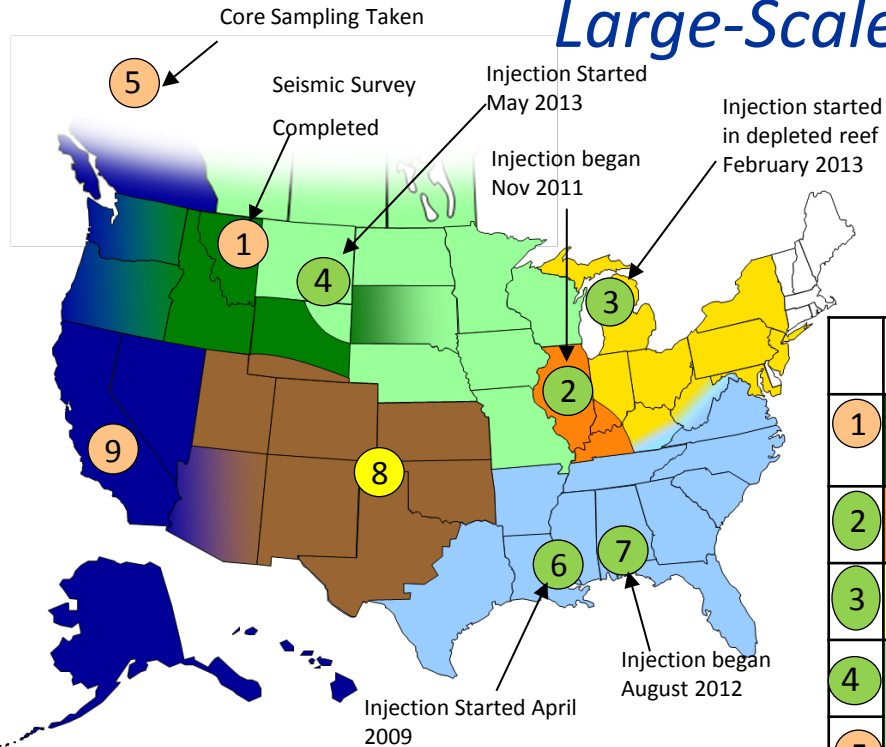 Large-Scale
Core Sampling Taken
5
Seismic Survey
Completed
Injection Started
May 2013
Injection began
Nov 2011
Injection started
in depleted reef
February 2013
1
4
3
2
9
8
6
7
Injection began
August 2012
Injection Started April
2009
1
2
3
4